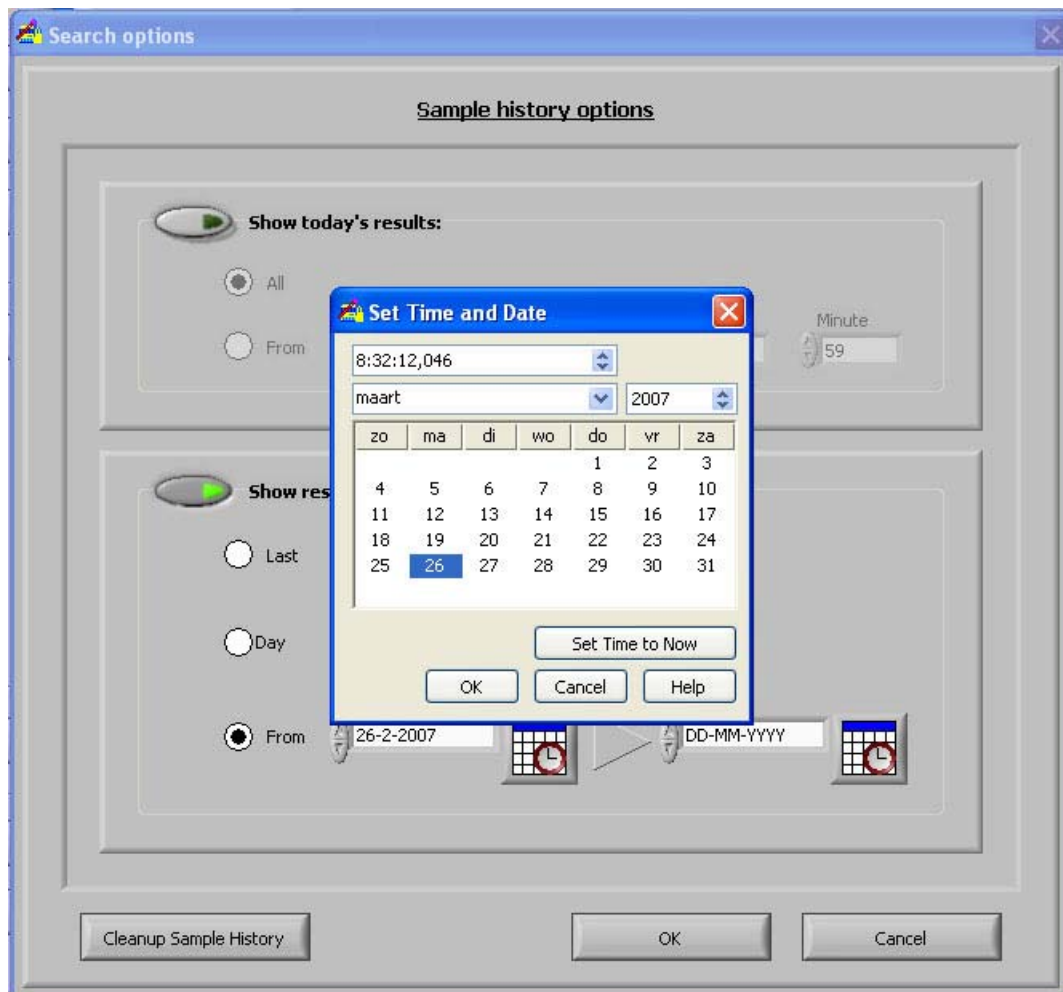 Search options
Sample history options
Show today's results:
All
From
Minute
59
Set Time and Date
8:32:12,046
maart 2007
zo ma di wo do vr za
1 2 3
4 5 6 7 8 9 10
11 12 13 14 15 16 17
18 19 20 21 22 23 24
25 26 27 28 29 30 31
Set Time to Now
OK Cancel Help
Show res
Last
Day
From 26-2-2007 DD-MM-YYYY
Cleanup Sample History OK Cancel